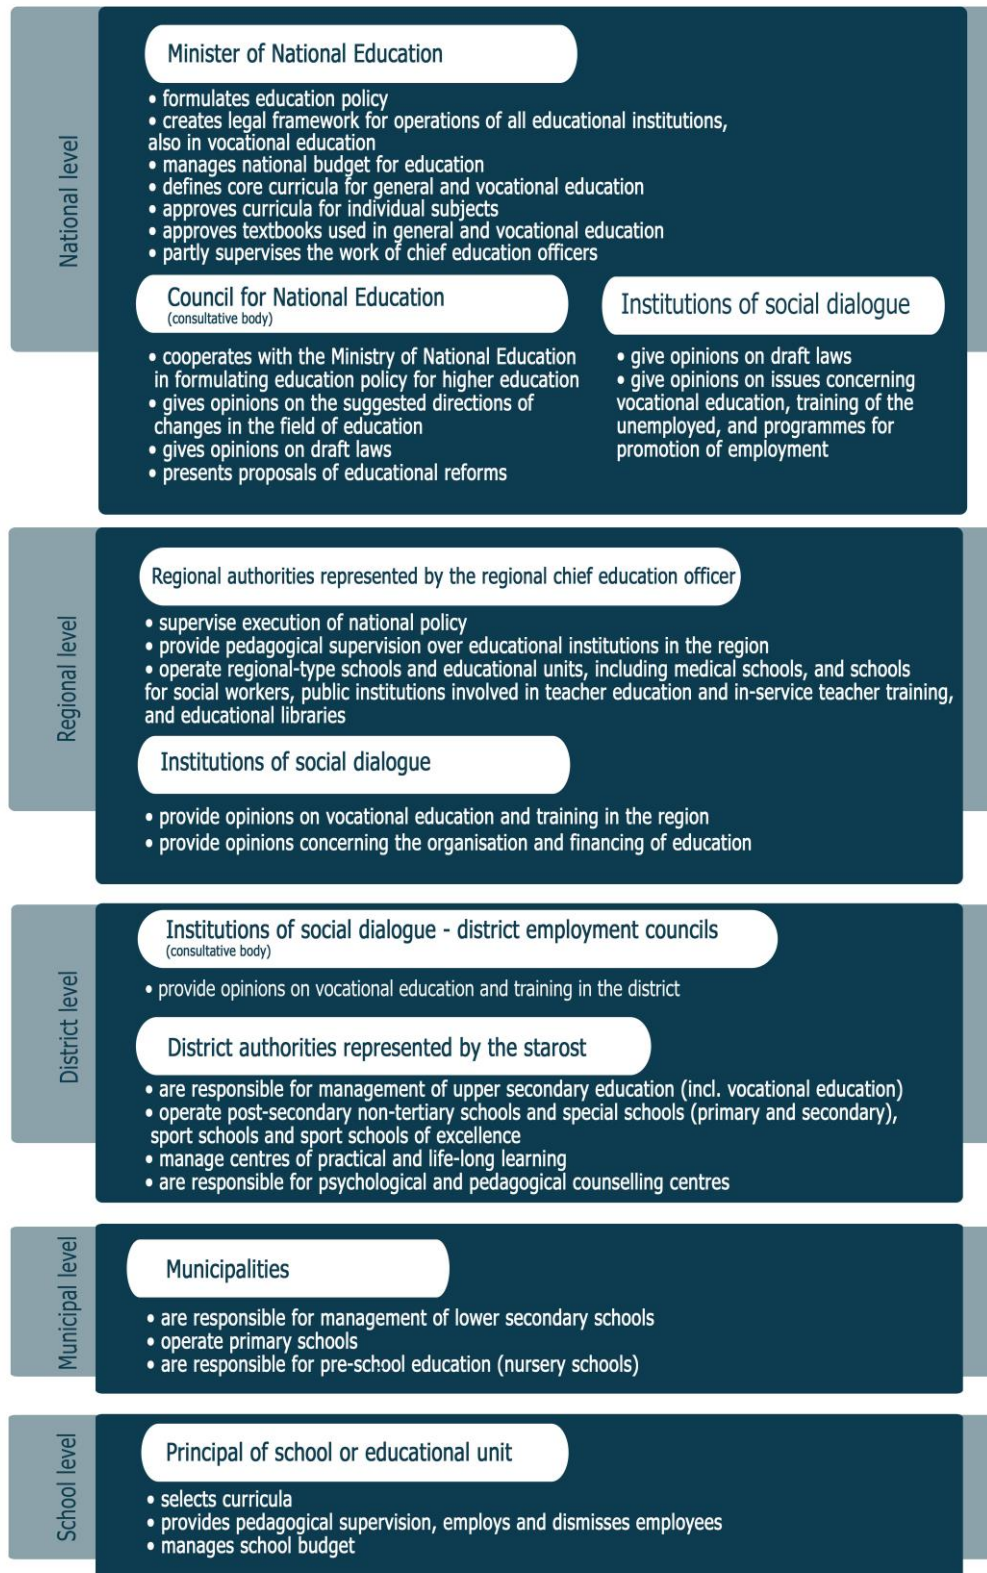 National level
Minister of National Education
• formulates education policy
• creates legal framework for operations of all educational institutions,
also in vocational education
• manages national budget for education
• defines core curricula for general and vocational education
• approves curricula for individual subjects
• approves textbooks used in general and vocational education
• partly supervises the work of chief education officers
Council for National Education
(consultative body)
• cooperates with the Ministry of National Education
in formulating education policy for higher education
• gives opinions on the suggested directions of
changes in the field of education
• gives opinions on draft laws
• presents proposals of educational reforms
Institutions of social dialogue
• give opinions on draft laws
• give opinions on issues concerning
vocational education, training of the
unemployed, and programmes for
promotion of employment
Regional level
Regional authorities represented by the regional chief education officer
• supervise execution of national policy
• provide pedagogical supervision over educational institutions in the region
• operate regional-type schools and educational units, including medical schools, and schools
for social workers, public institutions involved in teacher education and in-service teacher training,
and educational libraries
Institutions of social dialogue
• provide opinions on vocational education and training in the region
• provide opinions concerning the organisation and financing of education
District level
Institutions of social dialogue - district employment councils
(consultative body)
• provide opinions on vocational education and training in the district
District authorities represented by the starost
• are responsible for management of upper secondary education (incl. vocational education)
• operate post-secondary non-tertiary schools and special schools (primary and secondary),
sport schools and sport schools of excellence
• manage centres of practical and life-long learning
• are responsible for psychological and pedagogical counselling centres
Municipal level
Municipalities
• are responsible for management of lower secondary schools
• operate primary schools
• are responsible for pre-school education (nursery schools)
School level
Principal of school or educational unit
• selects curricula
• provides pedagogical supervision, employs and dismisses employees
• manages school budget